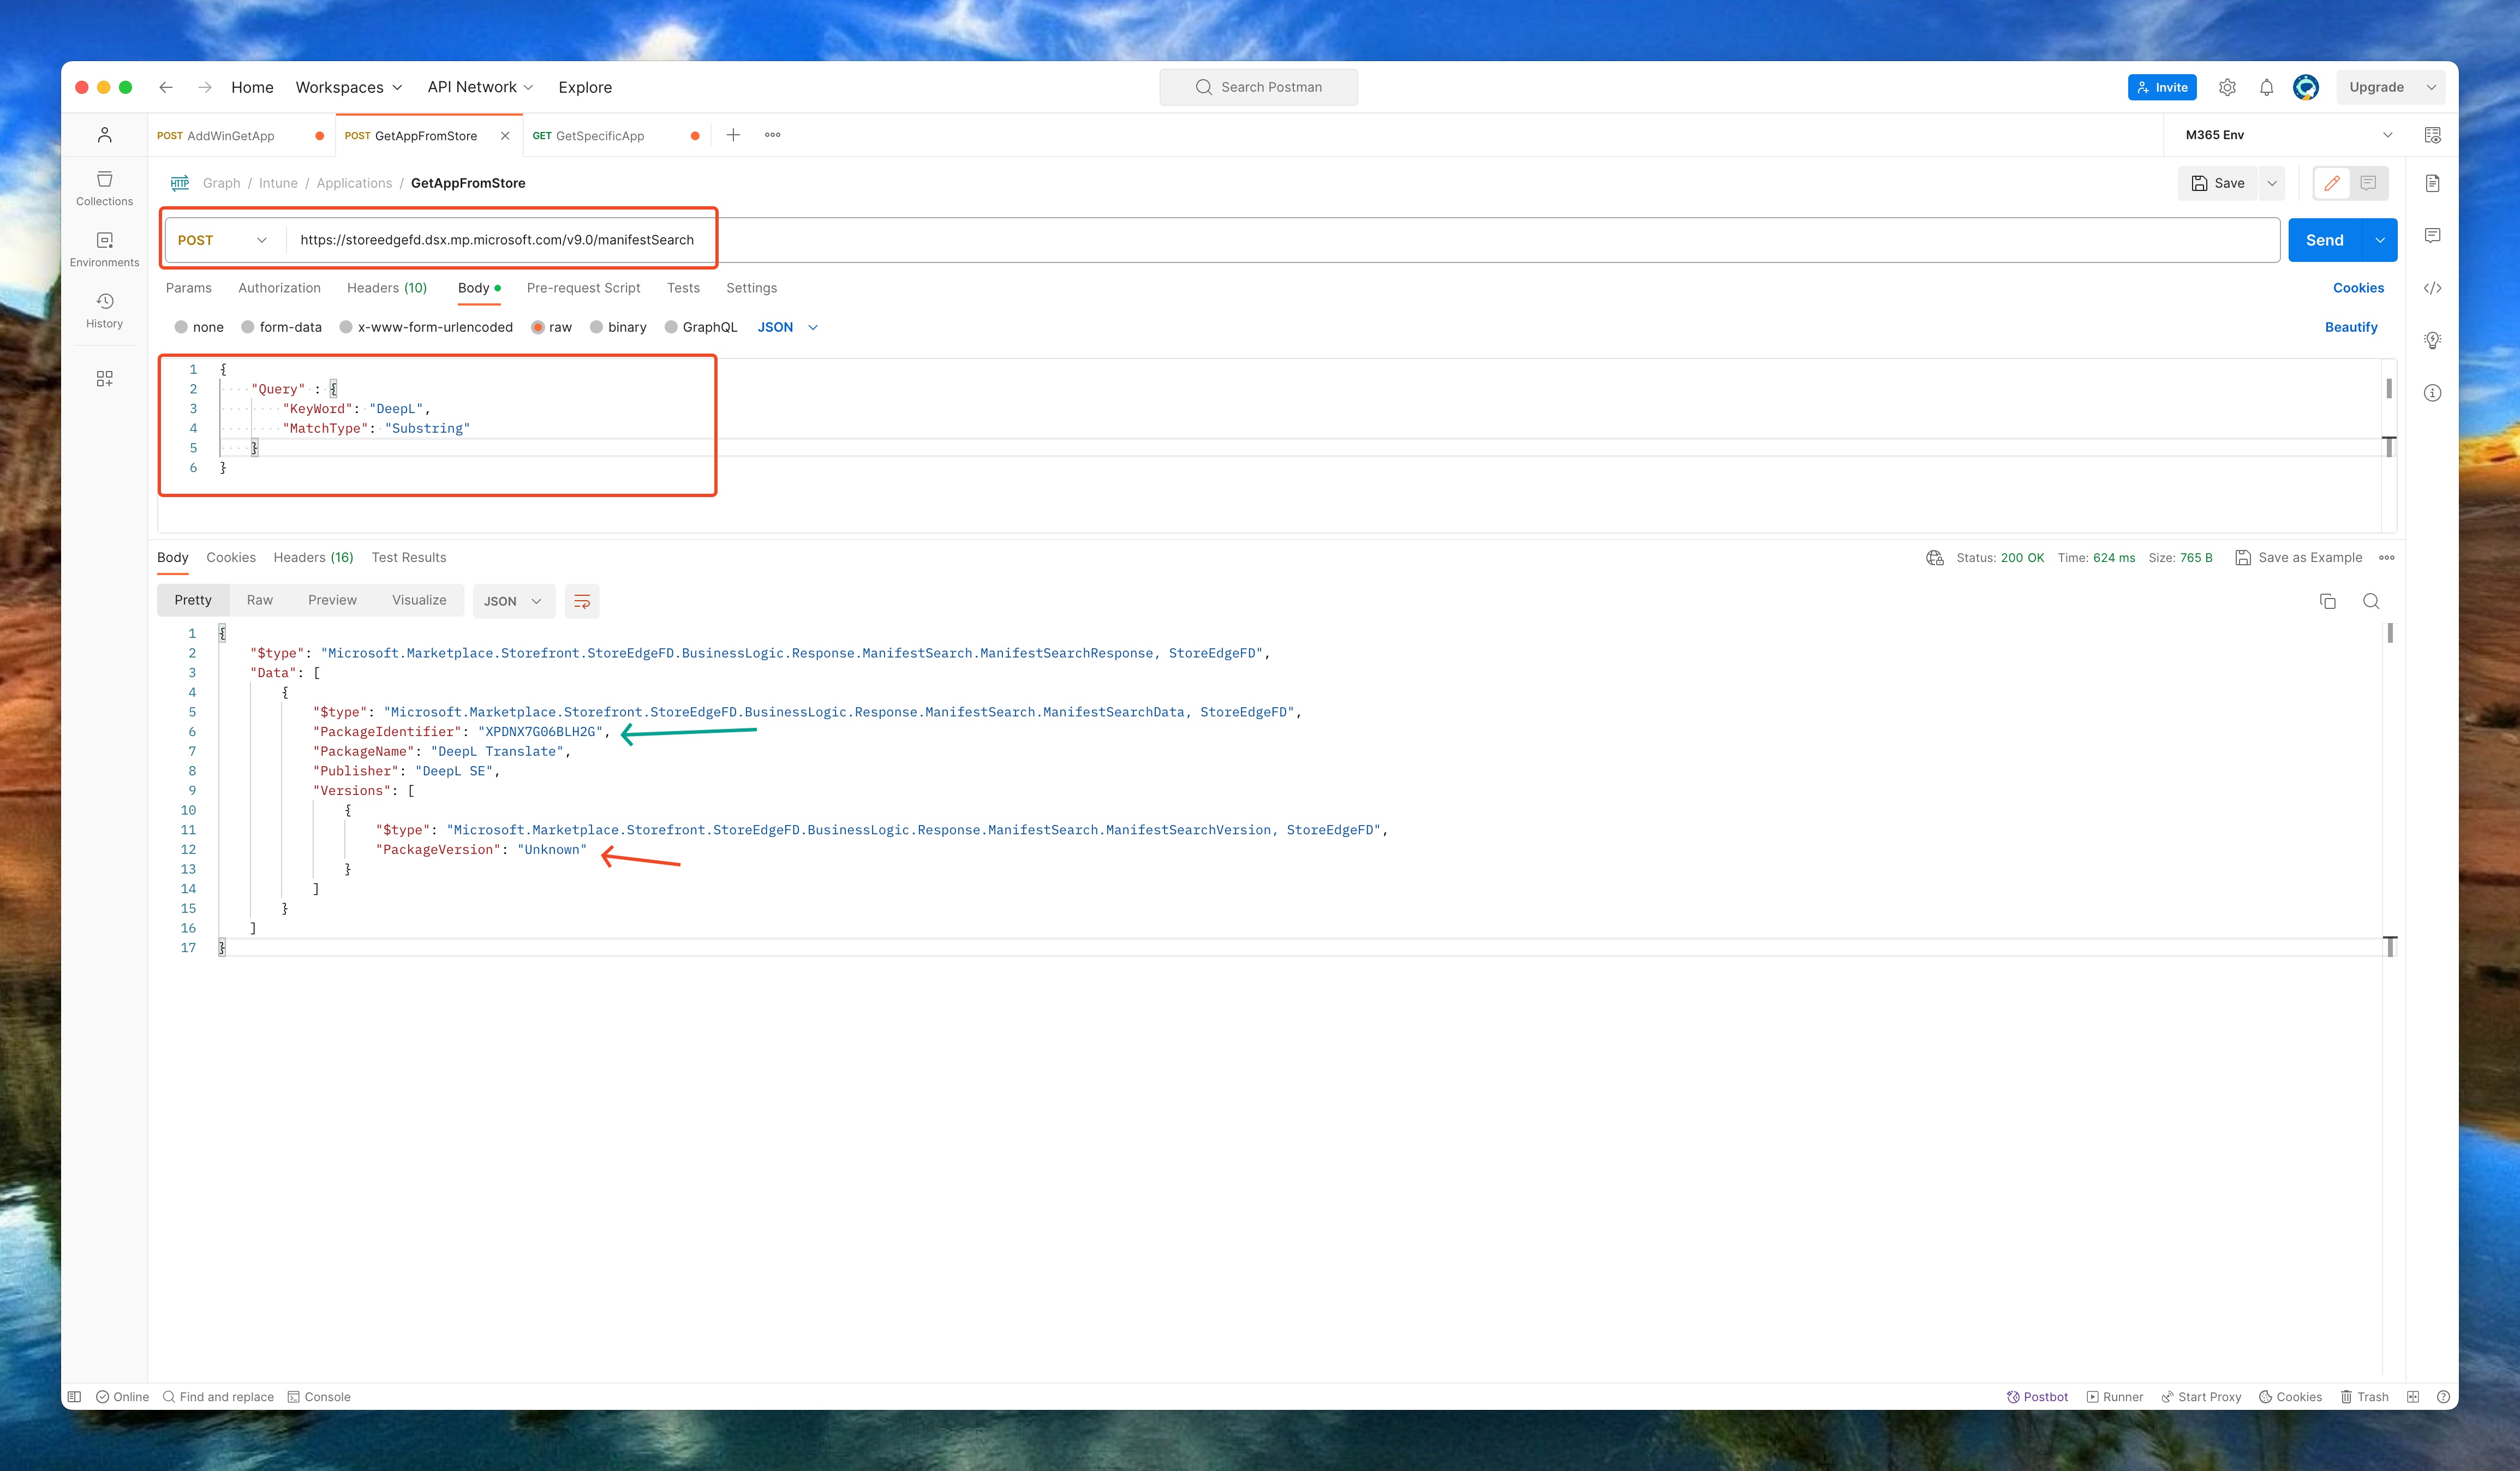 Home Workspaces API Network Explore Search Postman Invite Upgrade
POST AddWinGetApp POST GetAppFromStore GET GetSpecificApp M365 Env
HTTP Graph / Intune / Applications / GetAppFromStore Save
Collections
POST https://storeedgefd.dsx.mp.microsoft.com/v9.0/manifestSearch Send
Environments
Params Authorization Headers (10) Body Pre-request Script Tests Settings Cookies
History
none form-data x-www-form-urlencoded raw binary GraphQL JSON Beautify
1 {
2 "Query" : {
3 "KeyWord": "DeepL",
4 "MatchType": "Substring"
5 }
6 }
Body Cookies Headers (16) Test Results Status: 200 OK Time: 624 ms Size: 765 B Save as Example
Pretty Raw Preview Visualize JSON
1 {
2 "$type": "Microsoft.Marketplace.Storefront.StoreEdgeFD.BusinessLogic.Response.ManifestSearch.ManifestSearchResponse, StoreEdgeFD",
3 "Data": [
4 {
5 "$type": "Microsoft.Marketplace.Storefront.StoreEdgeFD.BusinessLogic.Response.ManifestSearch.ManifestSearchData, StoreEdgeFD",
6 "PackageIdentifier": "XPDNX7G06BLH2G",
7 "PackageName": "DeepL Translate",
8 "Publisher": "DeepL SE",
9 "Versions": [
10 {
11 "$type": "Microsoft.Marketplace.Storefront.StoreEdgeFD.BusinessLogic.Response.ManifestSearch.ManifestSearchVersion, StoreEdgeFD",
12 "PackageVersion": "Unknown"
13 }
14 ]
15 }
16 ]
17 }
Online Find and replace Console Postbot Runner Start Proxy Cookies Trash